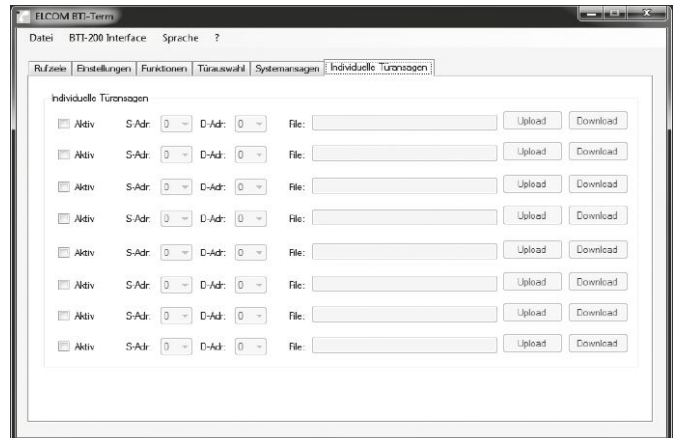 ELCOM BTI-Term
Datei BTI-200 Interface Sprache ?
Rufzeie Einstellungen Funktionen Türauswahl Systemansagen Individuelle Türansagen
Individuelle Türansagen
Aktiv S-Adr: 0 D-Adr: 0 File: Upload Download
Aktiv S-Adr: 0 D-Adr: 0 File: Upload Download
Aktiv S-Adr: 0 D-Adr: 0 File: Upload Download
Aktiv S-Adr: 0 D-Adr: 0 File: Upload Download
Aktiv S-Adr: 0 D-Adr: 0 File: Upload Download
Aktiv S-Adr: 0 D-Adr: 0 File: Upload Download
Aktiv S-Adr: 0 D-Adr: 0 File: Upload Download
Aktiv S-Adr: 0 D-Adr: 0 File: Upload Download